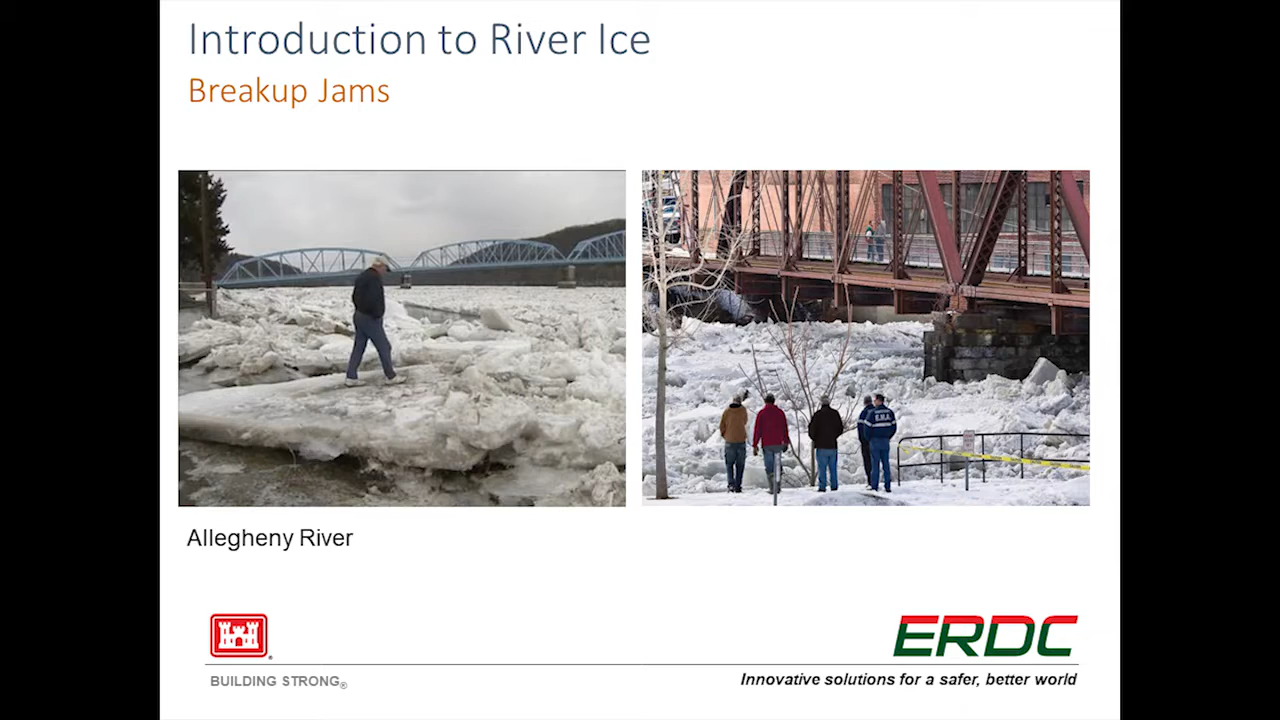 Introduction to River Ice
Breakup Jams
E.M.A.
Allegheny River
ERDC
BUILDING STRONG®
Innovative solutions for a safer, better world